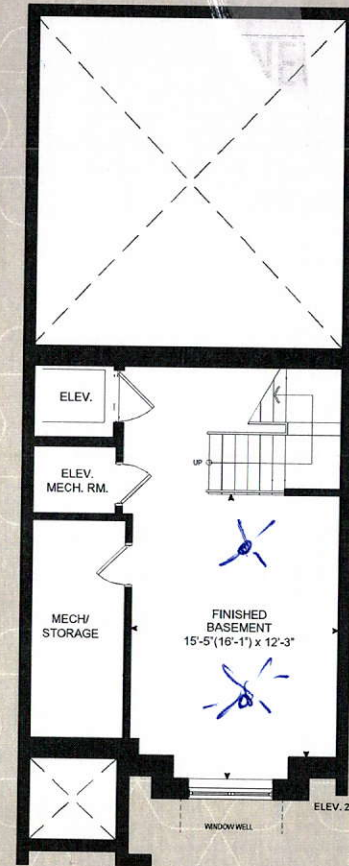 ELEV.
ELEV.
MECH. RM.
UP
MECH/
STORAGE
FINISHED
BASEMENT
15'-5"(16'-1") x 12'-3"
ELEV. 2
WINDOW WELL